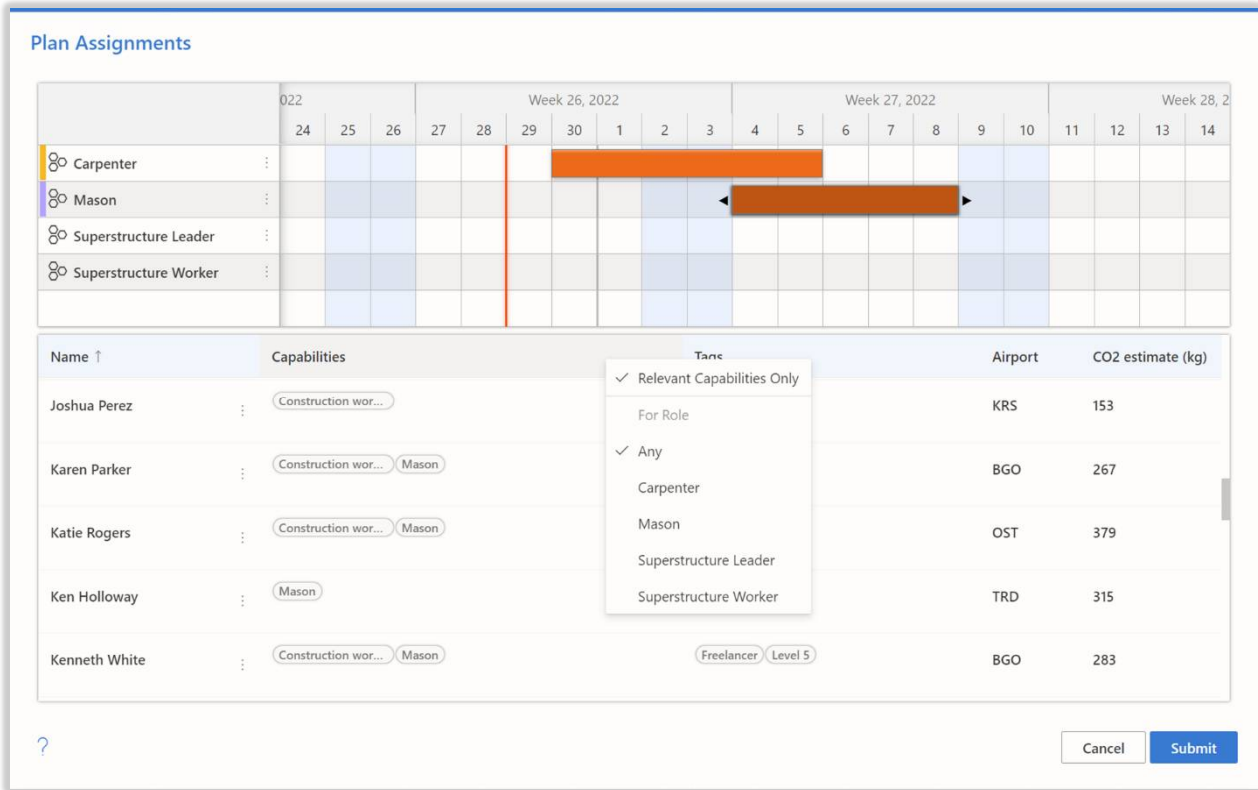 Plan Assignments
022 Week 26, 2022 Week 27, 2022 Week 28, 2
24 25 26 27 28 29 30 1 2 3 4 5 6 7 8 9 10 11 12 13 14
Carpenter
Mason
Superstructure Leader
Superstructure Worker
Name ↑ Capabilities Tags Airport CO2 estimate (kg)
Relevant Capabilities Only
Joshua Perez Construction wor... For Role KRS 153
Any
Karen Parker Construction wor... Mason BGO 267
Carpenter
Mason
Katie Rogers Construction wor... Mason OST 379
Superstructure Leader
Ken Holloway Mason Superstructure Worker TRD 315
Kenneth White Construction wor... Mason Freelancer Level 5 BGO 283
? Cancel Submit